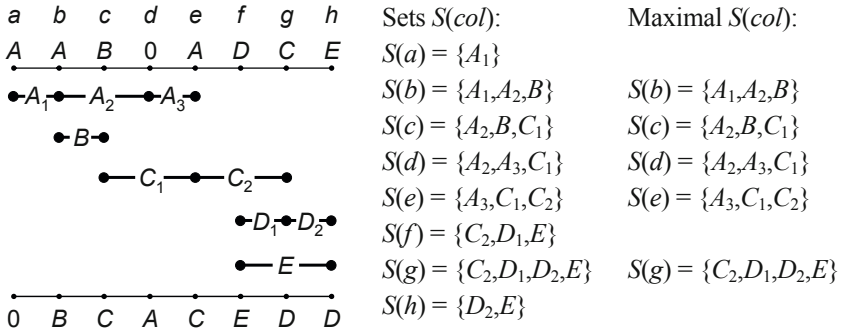 a b c d e f g h
A A B 0 A D C E
A₁ A₂ A₃
B
C₁ C₂
D₁ D₂
E
0 B C A C E D D
Sets S(col):
S(a) = {A₁}
S(b) = {A₁,A₂,B}
S(c) = {A₂,B,C₁}
S(d) = {A₂,A₃,C₁}
S(e) = {A₃,C₁,C₂}
S(f) = {C₂,D₁,E}
S(g) = {C₂,D₁,D₂,E}
S(h) = {D₂,E}
Maximal S(col):
S(b) = {A₁,A₂,B}
S(c) = {A₂,B,C₁}
S(d) = {A₂,A₃,C₁}
S(e) = {A₃,C₁,C₂}
S(g) = {C₂,D₁,D₂,E}